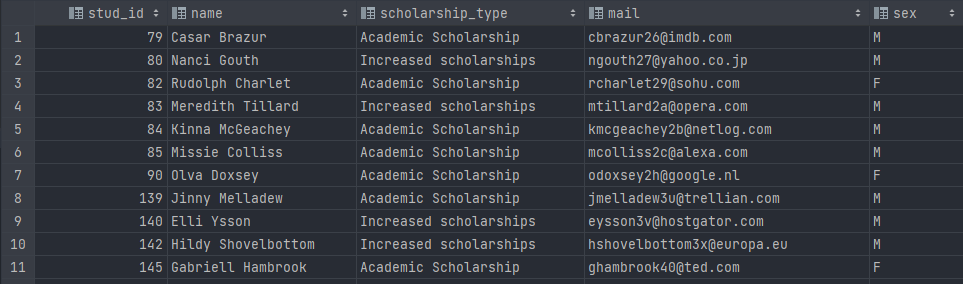 stud_id name scholarship_type mail sex
1 79 Casar Brazur Academic Scholarship cbrazur26@imdb.com M
2 80 Nanci Gouth Increased scholarships ngouth27@yahoo.co.jp M
3 82 Rudolph Charlet Academic Scholarship rcharlet29@sohu.com F
4 83 Meredith Tillard Increased scholarships mtillard2a@opera.com M
5 84 Kinna McGeachey Academic Scholarship kmcgeachey2b@netlog.com M
6 85 Missie Colliss Academic Scholarship mcolliss2c@alexa.com M
7 90 Olva Doxsey Academic Scholarship odoxsey2h@google.nl F
8 139 Jinny Melladew Academic Scholarship jmelladew3u@trellian.com M
9 140 Elli Ysson Increased scholarships eysson3v@hostgator.com M
10 142 Hildy Shovelbottom Increased scholarships hshovelbottom3x@europa.eu M
11 145 Gabriell Hambrook Academic Scholarship ghambrook40@ted.com F